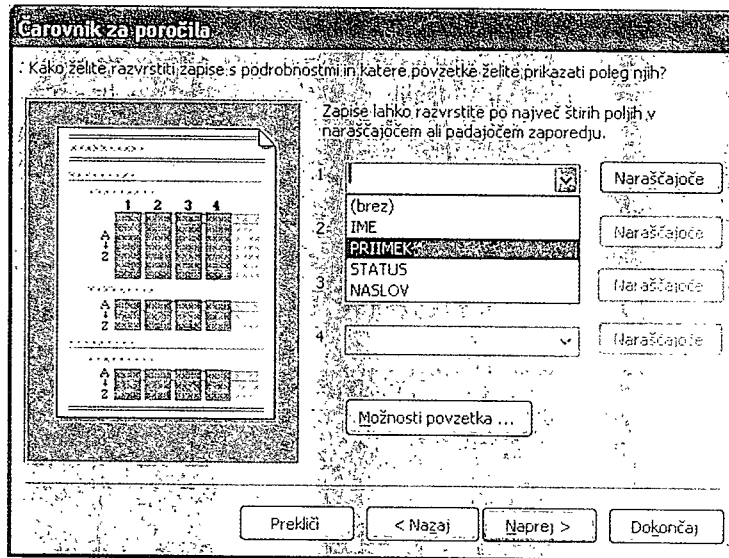 Čarovnik za poročila
Kako želite razvrstiti zapise s podrobnostmi in katere povzetke želite prikazati poleg njih?
Zapise lahko razvrstite po največ štirih poljih v
naraščajočem ali padajočem zaporedju.
1 2 3 4
A
Z
A
Z
A
Z
1
Naraščajoče
(brez)
2
IME
Naraščajoče
PRIIMEK
STATUS
3
Naraščajoče
NASLOV
4
Naraščajoče
Možnosti povzetka ...
Prekliči
< Nazaj
Naprej >
Dokončaj